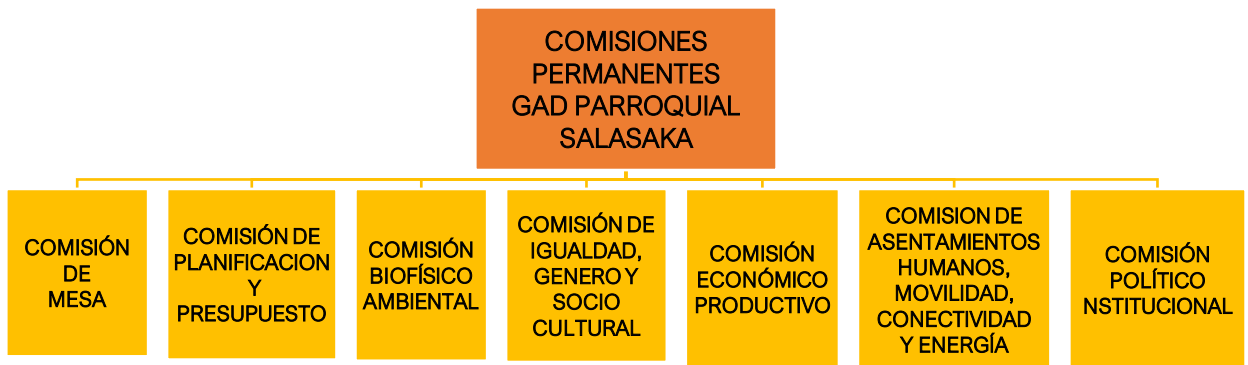 COMISIONES
PERMANENTES
GAD PARROQUIAL
SALASAKA
COMISIÓN
DE
MESA
COMISIÓN DE
PLANIFICACION
Y
PRESUPUESTO
COMISIÓN
BIOFÍSICO
AMBIENTAL
COMISIÓN DE
IGUALDAD,
GENERO Y
SOCIO
CULTURAL
COMISIÓN
ECONÓMICO
PRODUCTIVO
COMISION DE
ASENTAMIENTOS
HUMANOS,
MOVILIDAD,
CONECTIVIDAD
Y ENERGÍA
COMISIÓN
POLÍTICO
NSTITUCIONAL